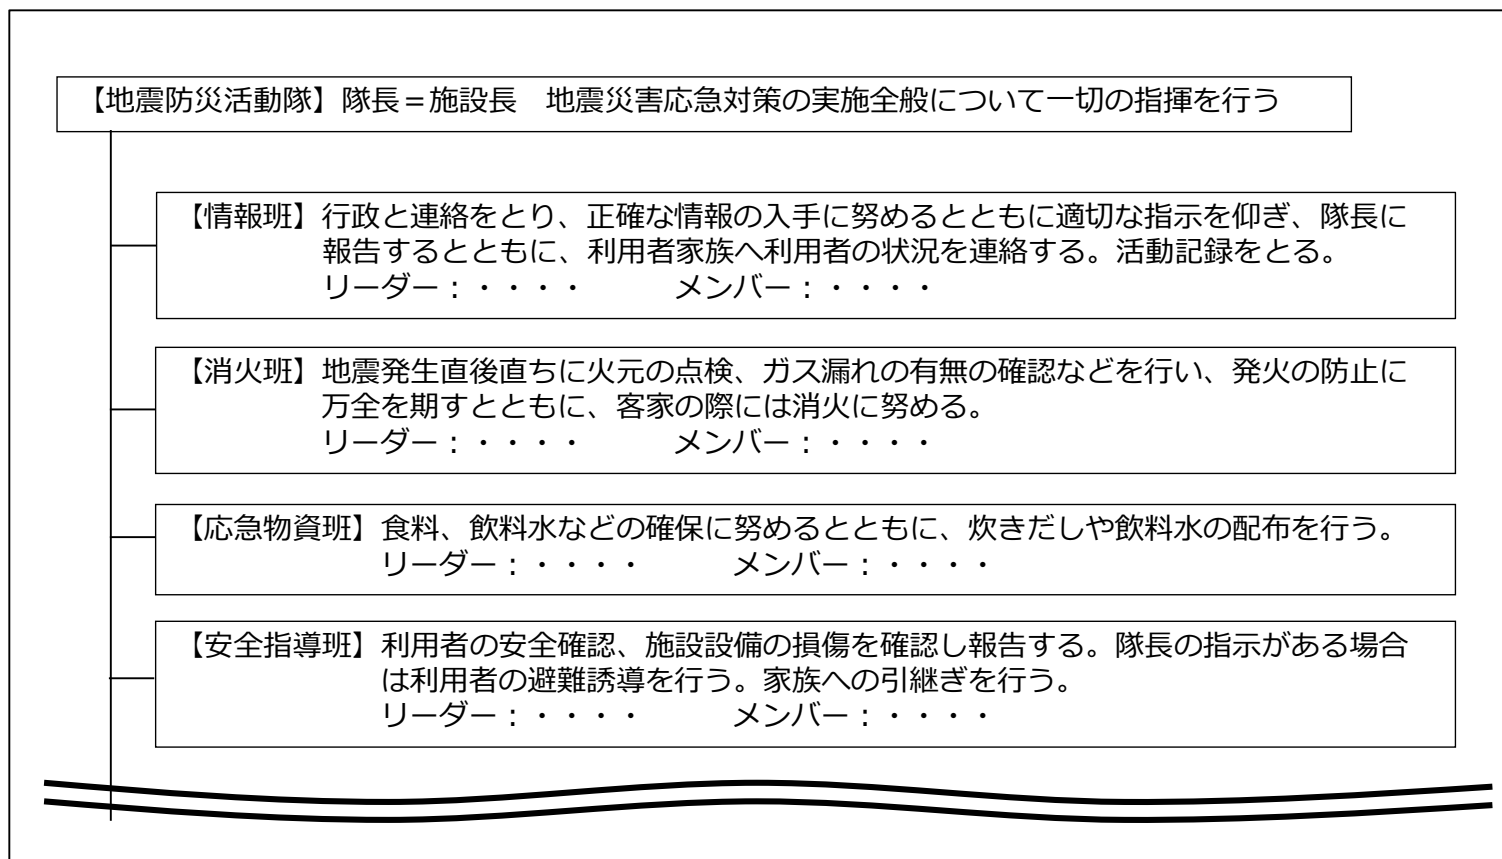 【地震防災活動隊】隊長＝施設長　地震災害応急対策の実施全般について一切の指揮を行う
【情報班】行政と連絡をとり、正確な情報の入手に努めるとともに適切な指示を仰ぎ、隊長に
報告するとともに、利用者家族へ利用者の状況を連絡する。活動記録をとる。
リーダー：・・・・　　　メンバー：・・・・
【消火班】地震発生直後直ちに火元の点検、ガス漏れの有無の確認などを行い、発火の防止に
万全を期すとともに、客家の際には消火に努める。
リーダー：・・・・　　　メンバー：・・・・
【応急物資班】食料、飲料水などの確保に努めるとともに、炊きだしや飲料水の配布を行う。
リーダー：・・・・　　　メンバー：・・・・
【安全指導班】利用者の安全確認、施設設備の損傷を確認し報告する。隊長の指示がある場合
は利用者の避難誘導を行う。家族への引継ぎを行う。
リーダー：・・・・　　　メンバー：・・・・